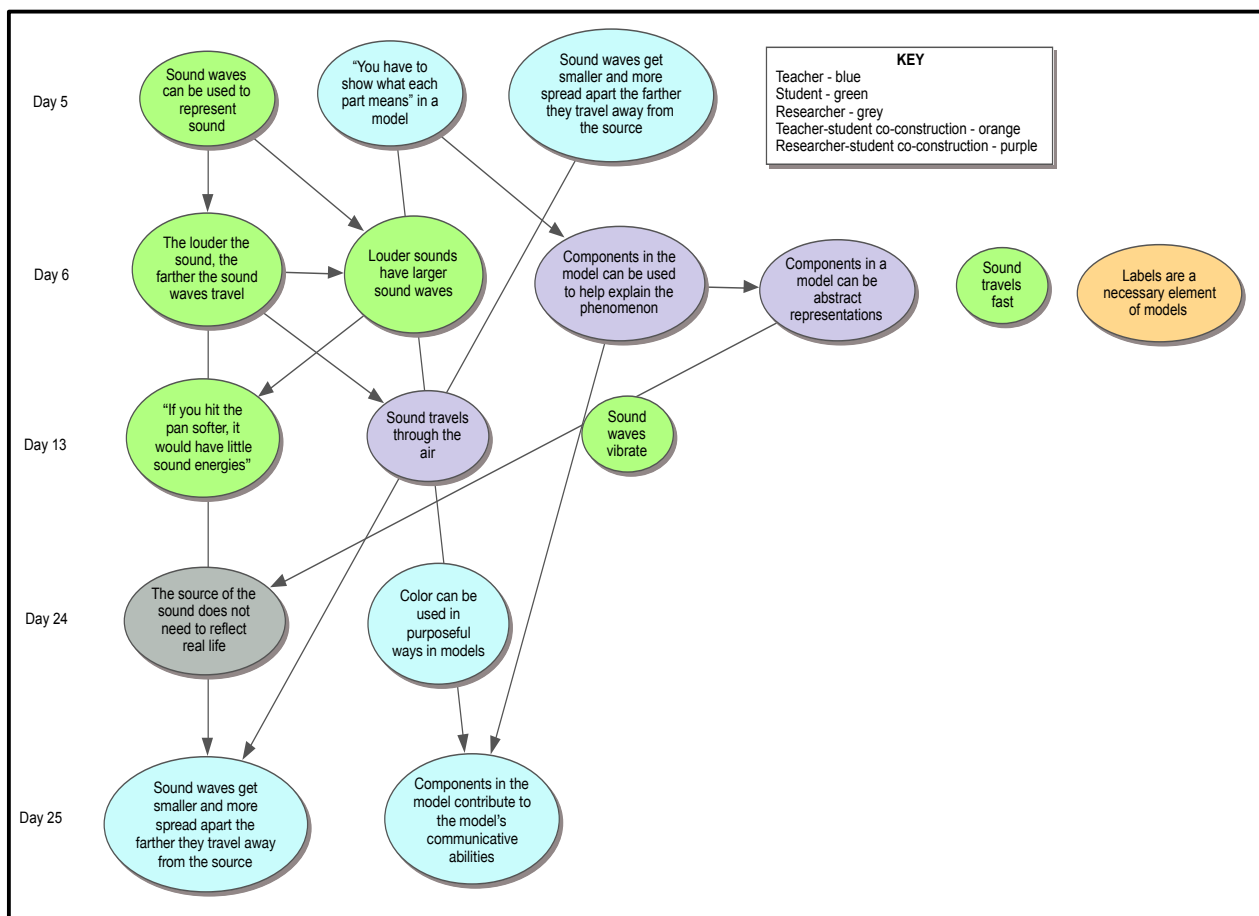 Day 5
Sound waves
can be used to
represent
sound
“You have to
show what each
part means” in a
model
Sound waves get
smaller and more
spread apart the farther
they travel away from
the source
KEY
Teacher - blue
Student - green
Researcher - grey
Teacher-student co-construction - orange
Researcher-student co-construction - purple
Day 6
The louder the
sound, the
farther the sound
waves travel
Louder sounds
have larger
sound waves
Components in the
model can be used
to help explain the
phenomenon
Components in a
model can be
abstract
representations
Sound
travels
fast
Labels are a
necessary element
of models
Day 13
“If you hit the
pan softer, it
would have little
sound energies”
Sound travels
through the
air
Sound
waves
vibrate
Day 24
The source of the
sound does not
need to reflect
real life
Color can be
used in
purposeful
ways in models
Day 25
Sound waves get
smaller and more
spread apart the
farther they travel away
from the source
Components in the
model contribute to
the model’s
communicative
abilities